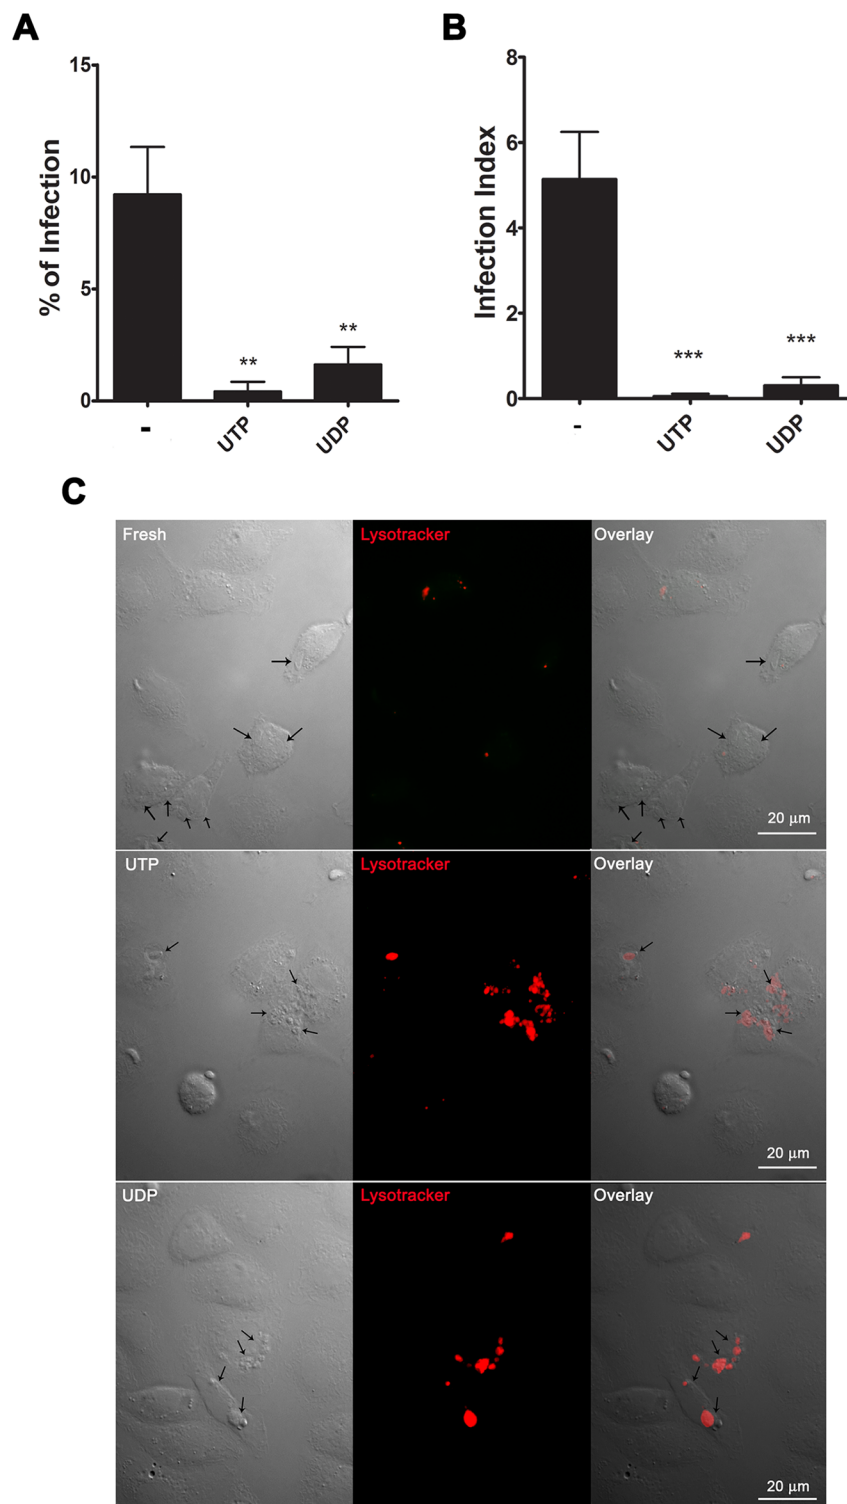 A
15
10
5
0
% of Infection
**
**
-
UTP
UDP
B
8
6
4
2
0
Infection Index
***
***
-
UTP
UDP
C
Fresh
Lysotracker
Overlay
20 µm
UTP
Lysotracker
Overlay
20 µm
UDP
Lysotracker
Overlay
20 µm